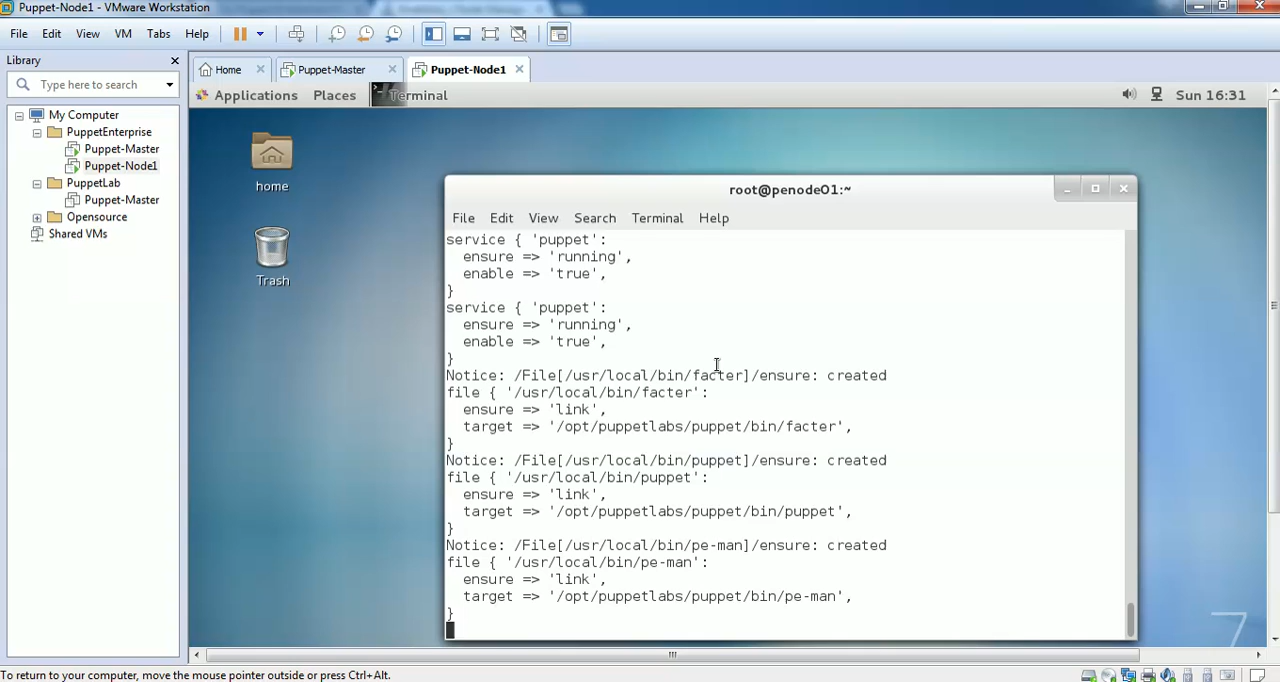 Puppet-Node1 - VMware Workstation
File Edit View VM Tabs Help
Library
Type here to search
My Computer
PuppetEnterprise
Puppet-Master
Puppet-Node1
PuppetLab
Puppet-Master
Opensource
Shared VMs
Home Puppet-Master Puppet-Node1
Applications Places Terminal Sun 16:31
home
Trash
root@penode01:~
File Edit View Search Terminal Help
service { 'puppet':
ensure => 'running',
enable => 'true',
}
service { 'puppet':
ensure => 'running',
enable => 'true',
}
Notice: /File[/usr/local/bin/facter]/ensure: created
file { '/usr/local/bin/facter':
ensure => 'link',
target => '/opt/puppetlabs/puppet/bin/facter',
}
Notice: /File[/usr/local/bin/puppet]/ensure: created
file { '/usr/local/bin/puppet':
ensure => 'link',
target => '/opt/puppetlabs/puppet/bin/puppet',
}
Notice: /File[/usr/local/bin/pe-man]/ensure: created
file { '/usr/local/bin/pe-man':
ensure => 'link',
target => '/opt/puppetlabs/puppet/bin/pe-man',
}
7
To return to your computer, move the mouse pointer outside or press Ctrl+Alt.